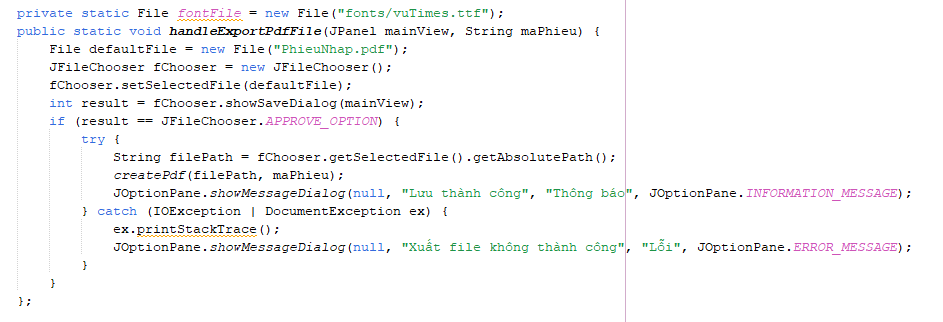 private static File fontFile = new File("fonts/vuTimes.ttf");
public static void handleExportPdfFile(JPanel mainView, String maPhieu) {
File defaultFile = new File("PhieuNhap.pdf");
JFileChooser fChooser = new JFileChooser();
fChooser.setSelectedFile(defaultFile);
int result = fChooser.showSaveDialog(mainView);
if (result == JFileChooser.APPROVE_OPTION) {
try {
String filePath = fChooser.getSelectedFile().getAbsolutePath();
createPdf(filePath, maPhieu);
JOptionPane.showMessageDialog(null, "Lưu thành công", "Thông báo", JOptionPane.INFORMATION_MESSAGE);
} catch (IOException | DocumentException ex) {
ex.printStackTrace();
JOptionPane.showMessageDialog(null, "Xuất file không thành công", "Lỗi", JOptionPane.ERROR_MESSAGE);
}
}
};